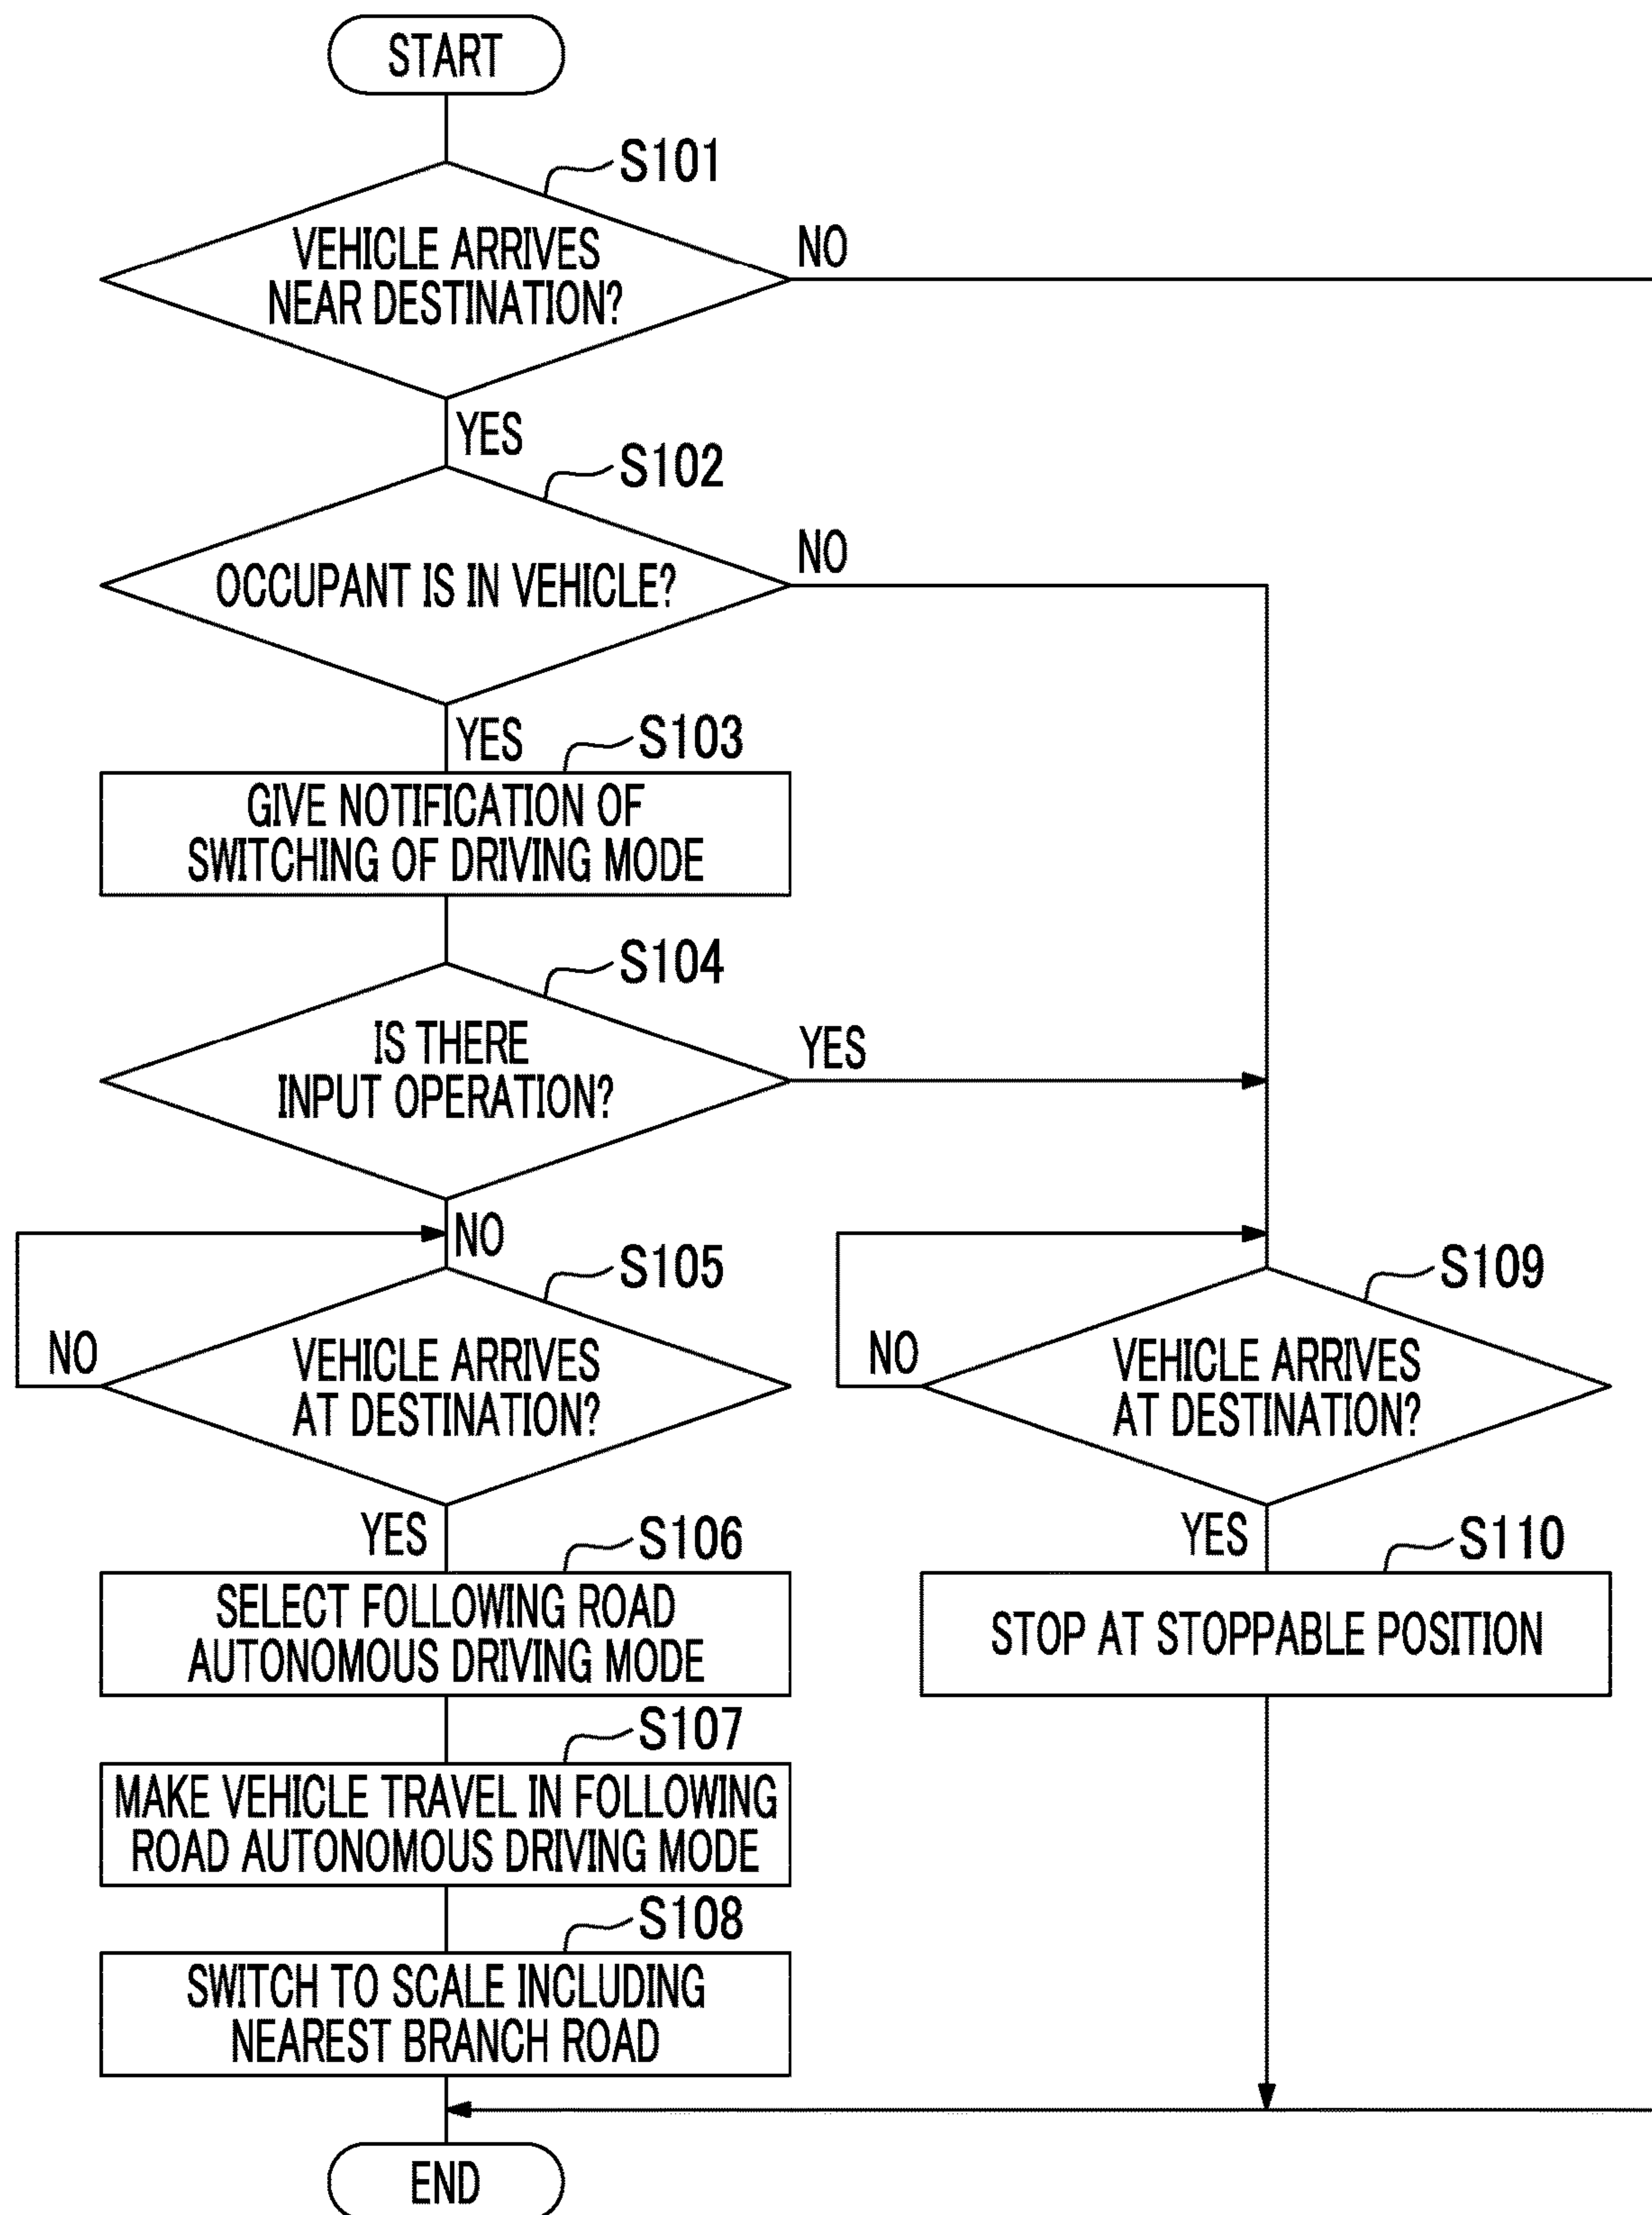 START
S101
VEHICLE ARRIVES
NEAR DESTINATION?
NO
YES
S102
OCCUPANT IS IN VEHICLE?
NO
YES
S103
GIVE NOTIFICATION OF
SWITCHING OF DRIVING MODE
S104
IS THERE
INPUT OPERATION?
YES
NO
S105
VEHICLE ARRIVES
AT DESTINATION?
NO
YES
S106
SELECT FOLLOWING ROAD
AUTONOMOUS DRIVING MODE
S107
MAKE VEHICLE TRAVEL IN FOLLOWING
ROAD AUTONOMOUS DRIVING MODE
S108
SWITCH TO SCALE INCLUDING
NEAREST BRANCH ROAD
S109
VEHICLE ARRIVES
AT DESTINATION?
NO
YES
S110
STOP AT STOPPABLE POSITION
END